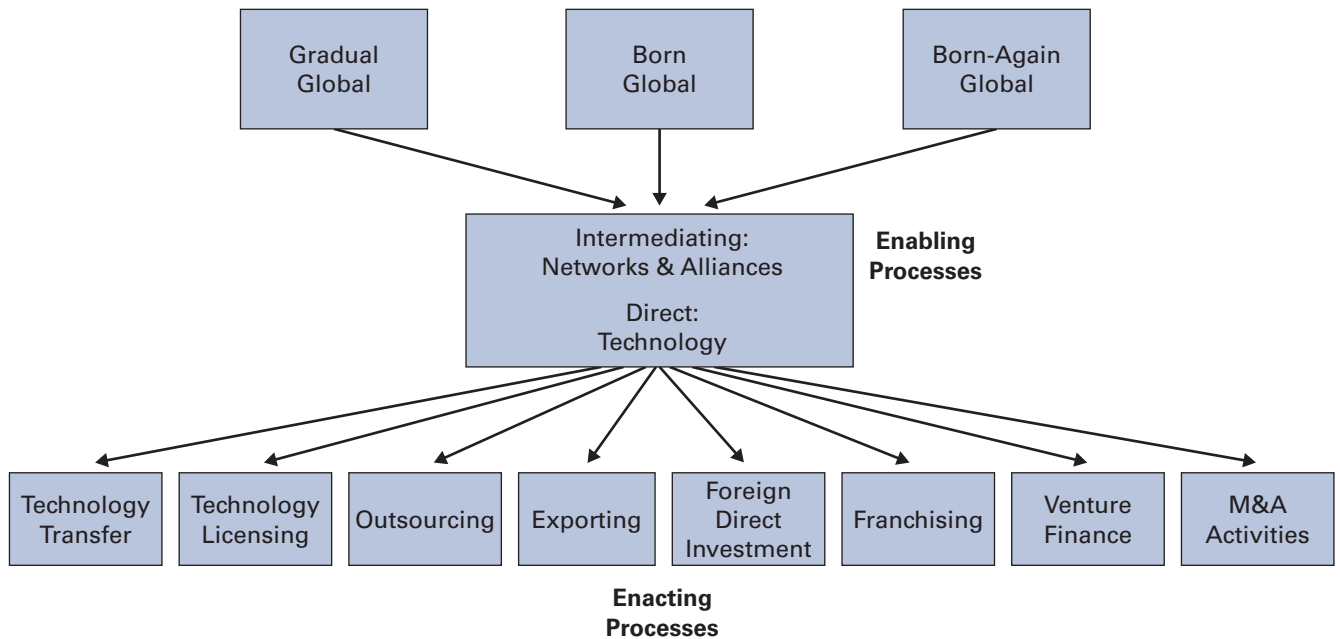 Gradual
Global
Born
Global
Born-Again
Global
Intermediating:
Networks & Alliances
Direct:
Technology
Enabling
Processes
Technology
Transfer
Technology
Licensing
Outsourcing
Exporting
Foreign
Direct
Investment
Franchising
Venture
Finance
M&A
Activities
Enacting
Processes